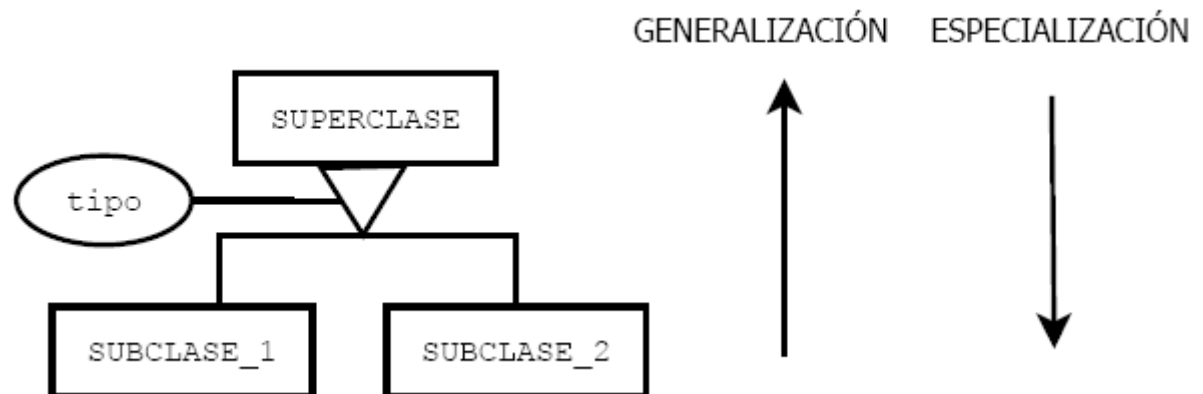 GENERALIZACIÓN ESPECIALIZACIÓN
SUPERCLASE
tipo
SUBCLASE_1 SUBCLASE_2